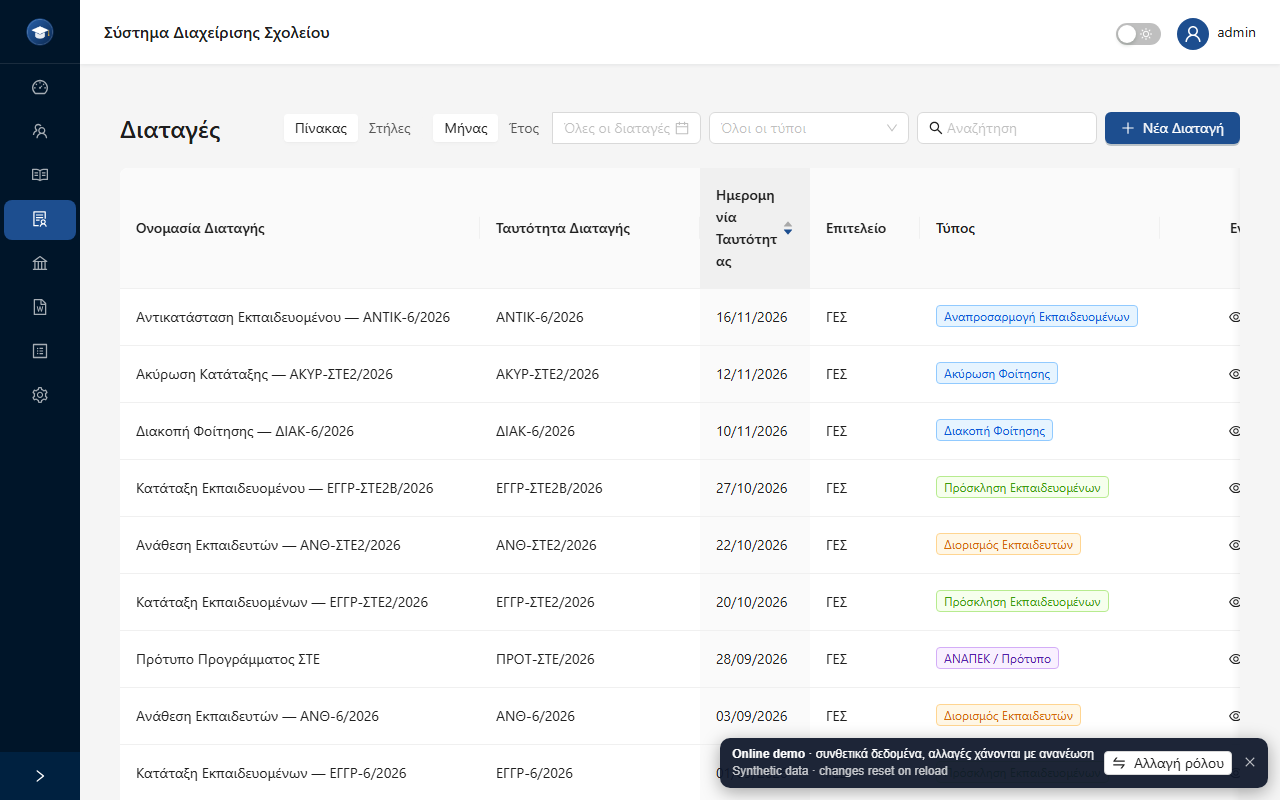 Σύστημα Διαχείρισης Σχολείου
admin
Διαταγές
Πίνακας
Στήλες
Μήνας
Έτος
Όλες οι διαταγές
Όλοι οι τύποι
Αναζήτηση
Νέα Διαταγή
Ονομασία Διαταγής
Ταυτότητα Διαταγής
Ημερομη
νία
Ταυτότητ
ας
Επιτελείο
Τύπος
Αντικατάσταση Εκπαιδευομένου — ΑΝΤΙΚ-6/2026 ΑΝΤΙΚ-6/2026 16/11/2026 ΓΕΣ Αναπροσαρμογή Εκπαιδευομένων
Ακύρωση Κατάταξης — ΑΚΥΡ-ΣΤΕ2/2026 ΑΚΥΡ-ΣΤΕ2/2026 12/11/2026 ΓΕΣ Ακύρωση Φοίτησης
Διακοπή Φοίτησης — ΔΙΑΚ-6/2026 ΔΙΑΚ-6/2026 10/11/2026 ΓΕΣ Διακοπή Φοίτησης
Κατάταξη Εκπαιδευομένου — ΕΓΓΡ-ΣΤΕ2Β/2026 ΕΓΓΡ-ΣΤΕ2Β/2026 27/10/2026 ΓΕΣ Πρόσκληση Εκπαιδευομένων
Ανάθεση Εκπαιδευτών — ΑΝΘ-ΣΤΕ2/2026 ΑΝΘ-ΣΤΕ2/2026 22/10/2026 ΓΕΣ Διορισμός Εκπαιδευτών
Κατάταξη Εκπαιδευομένων — ΕΓΓΡ-ΣΤΕ2/2026 ΕΓΓΡ-ΣΤΕ2/2026 20/10/2026 ΓΕΣ Πρόσκληση Εκπαιδευομένων
Πρότυπο Προγράμματος ΣΤΕ ΠΡΟΤ-ΣΤΕ/2026 28/09/2026 ΓΕΣ ΑΝΑΠΕΚ / Πρότυπο
Ανάθεση Εκπαιδευτών — ΑΝΘ-6/2026 ΑΝΘ-6/2026 03/09/2026 ΓΕΣ Διορισμός Εκπαιδευτών
Κατάταξη Εκπαιδευομένων — ΕΓΓΡ-6/2026 ΕΓΓΡ-6/2026
Online demo · συνθετικά δεδομένα, αλλαγές χάνονται με ανανέωση
Synthetic data · changes reset on reload
Αλλαγή ρόλου